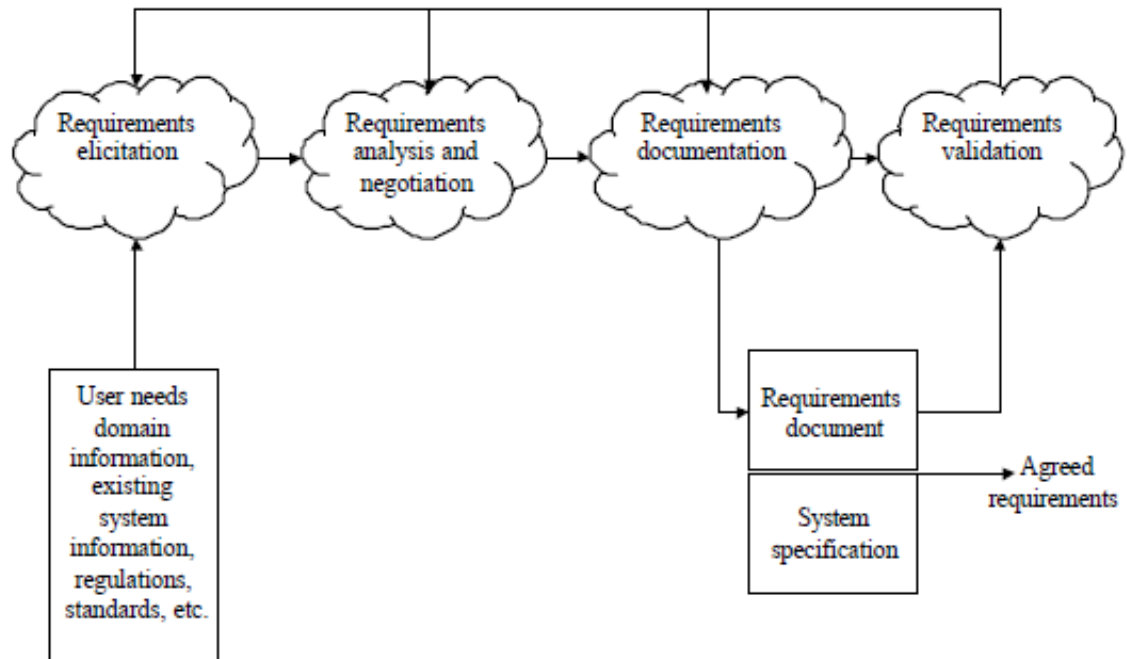 Requirements
elicitation
Requirements
analysis and
negotiation
Requirements
documentation
Requirements
validation
User needs
domain
information,
existing
system
information,
regulations,
standards, etc.
Requirements
document
Agreed
requirements
System
specification